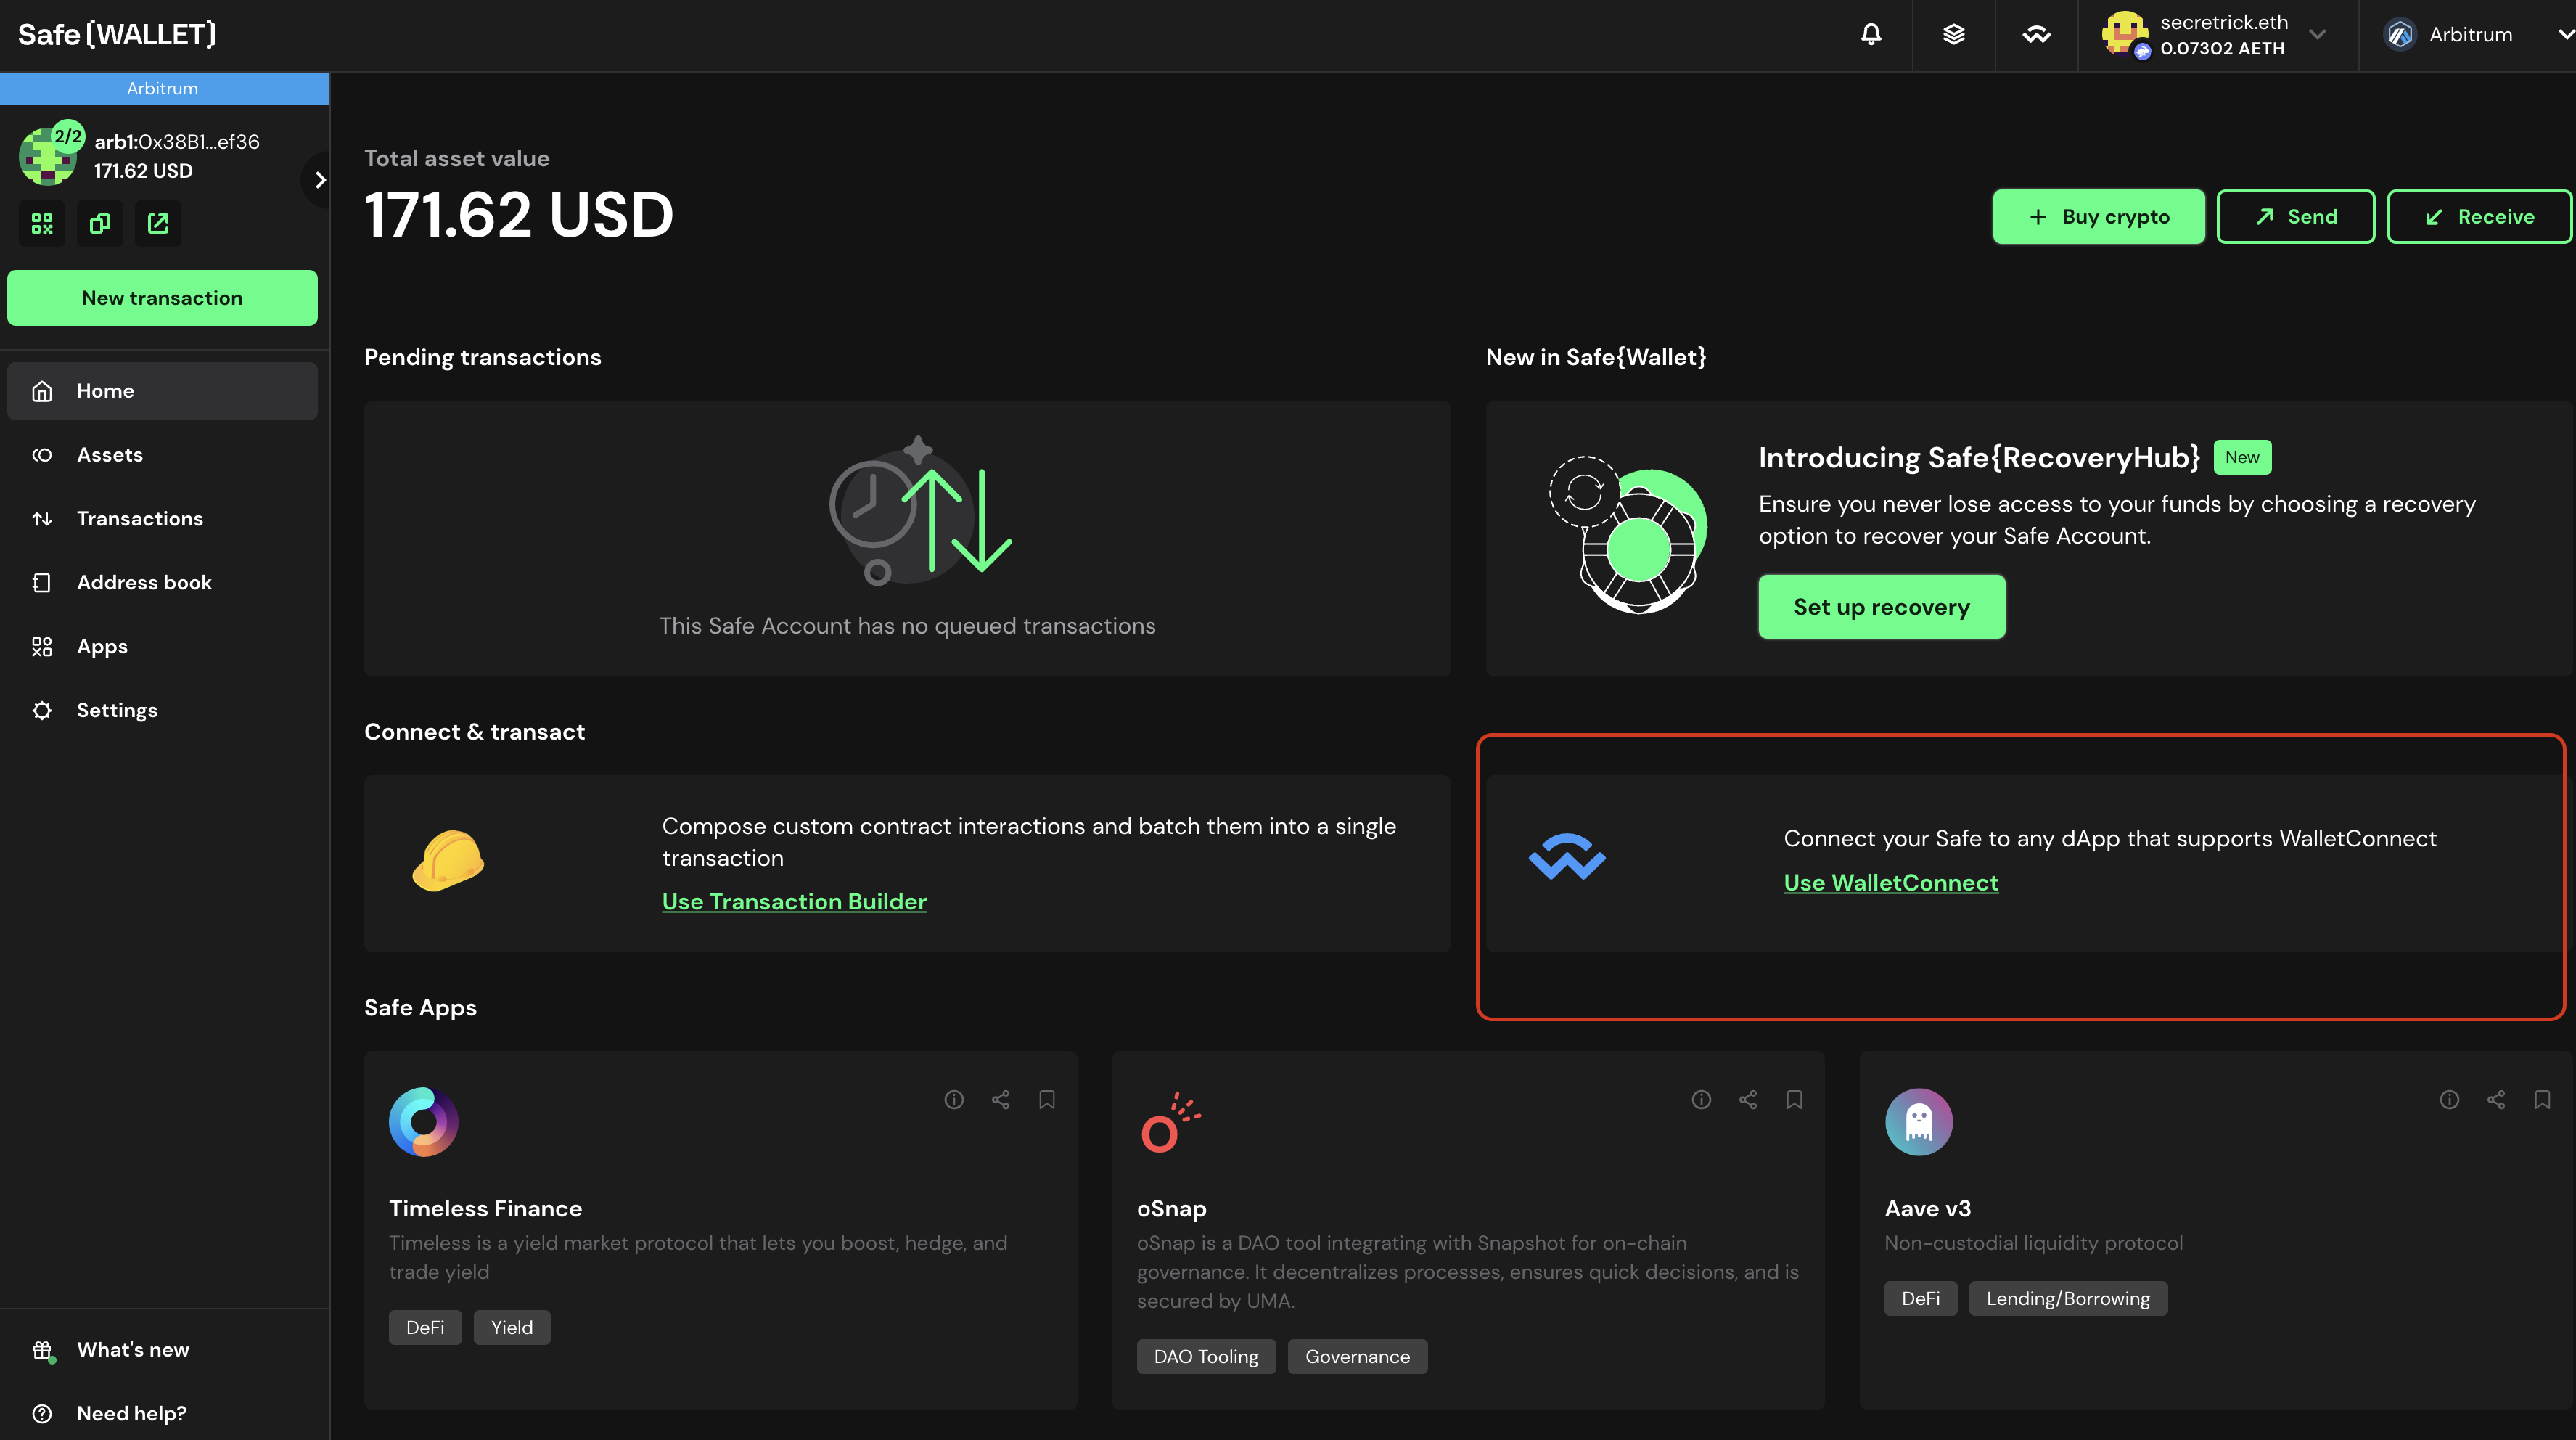 Safe{WALLET}
secretrick.eth
0.07302 AETH
Arbitrum
Arbitrum
2/2
arb1:0x38B1...ef36
171.62 USD
New transaction
Home
Assets
Transactions
Address book
Apps
Settings
What's new
Need help?
Total asset value
171.62 USD
Buy crypto
Send
Receive
Pending transactions
This Safe Account has no queued transactions
New in Safe{Wallet}
Introducing Safe{RecoveryHub}
New
Ensure you never lose access to your funds by choosing a recovery
option to recover your Safe Account.
Set up recovery
Connect & transact
Compose custom contract interactions and batch them into a single
transaction
Use Transaction Builder
Connect your Safe to any dApp that supports WalletConnect
Use WalletConnect
Safe Apps
Timeless Finance
Timeless is a yield market protocol that lets you boost, hedge, and
trade yield
DeFi
Yield
oSnap
oSnap is a DAO tool integrating with Snapshot for on-chain
governance. It decentralizes processes, ensures quick decisions, and is
secured by UMA.
DAO Tooling
Governance
Aave v3
Non-custodial liquidity protocol
DeFi
Lending/Borrowing